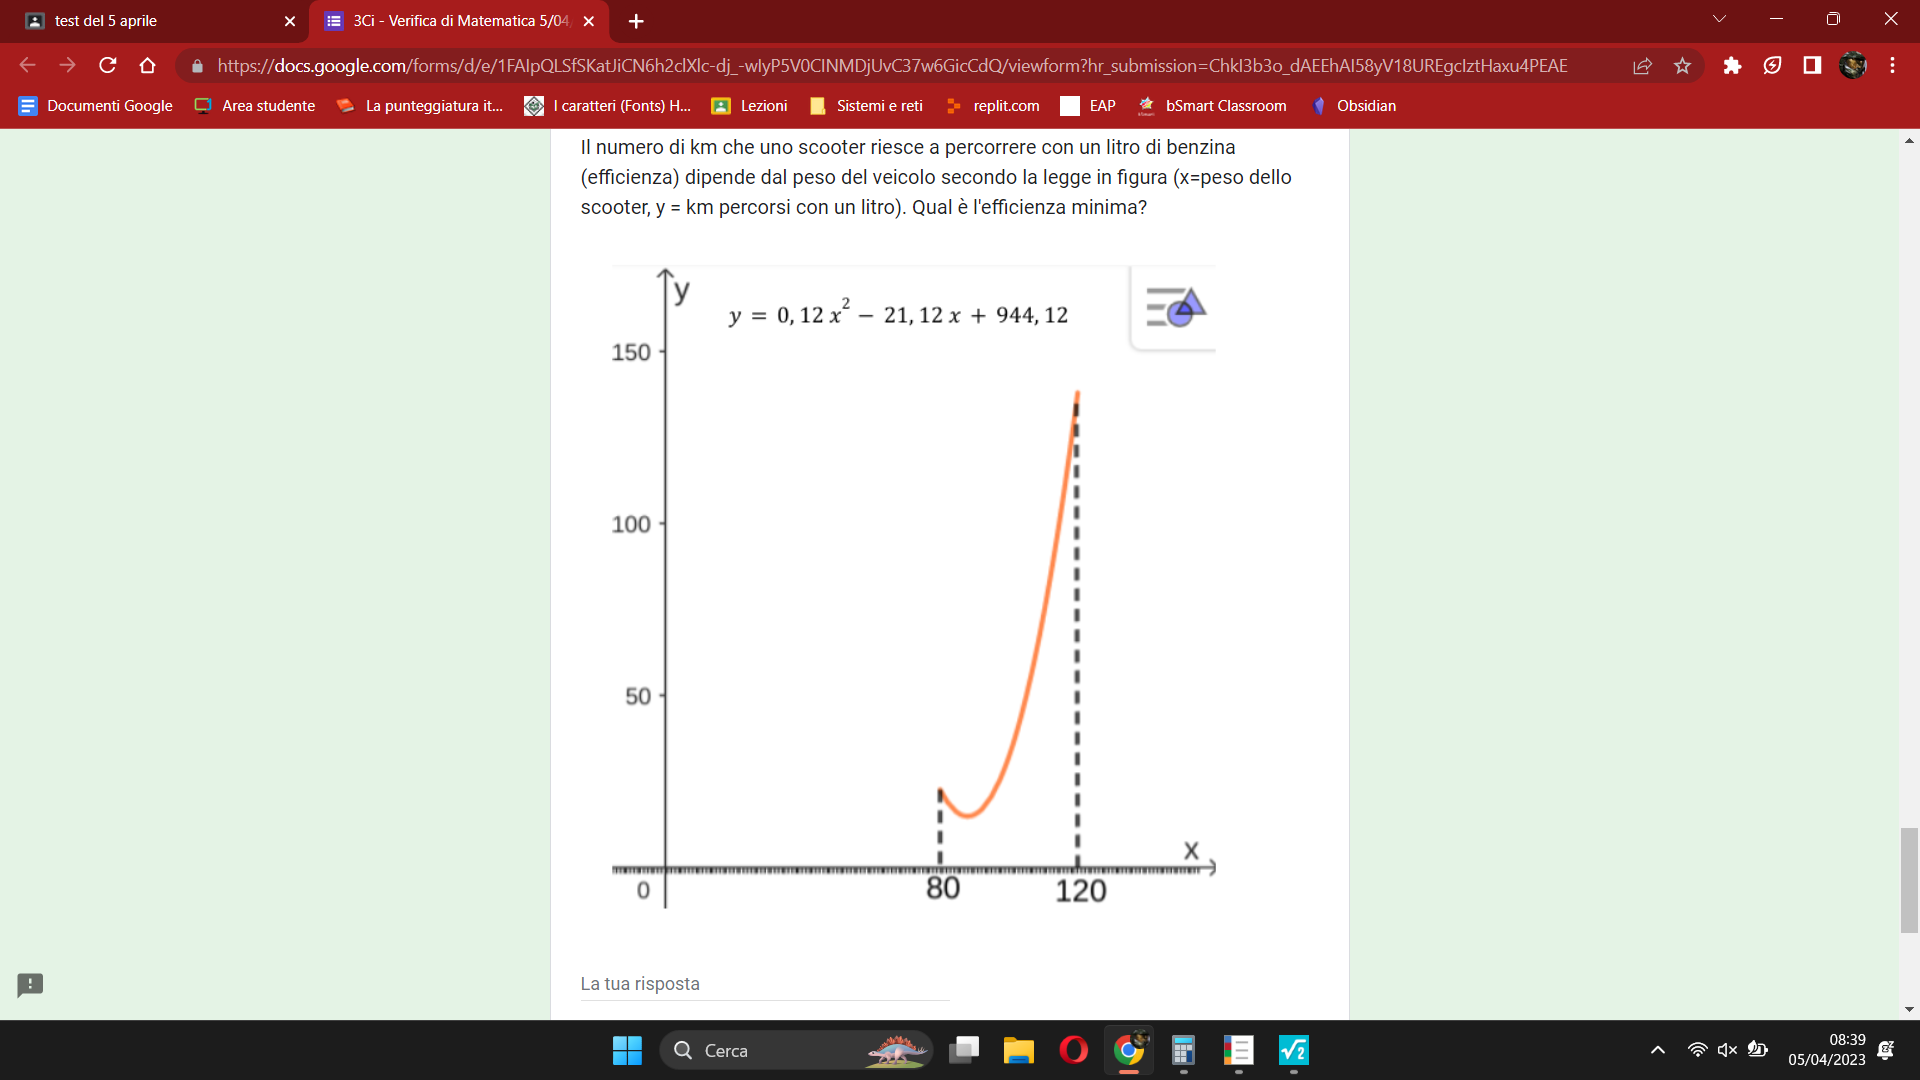 test del 5 aprile
3Ci - Verifica di Matematica 5/04
https://docs.google.com/forms/d/e/1FAIpQLSfSKatJiCN6h2clXlc-dj_-wIyP5V0CINMDjUvC37w6GicCdQ/viewform?hr_submission=ChkI3b3o_dAEEhAI58yV18UREgcIztHaxu4PEAE
Documenti Google
Area studente
La punteggiatura it...
I caratteri (Fonts) H...
Lezioni
Sistemi e reti
replit.com
EAP
bSmart Classroom
Obsidian
Il numero di km che uno scooter riesce a percorrere con un litro di benzina
(efficienza) dipende dal peso del veicolo secondo la legge in figura (x=peso dello
scooter, y = km percorsi con un litro). Qual è l'efficienza minima?
y
y = 0,12 x² − 21,12 x + 944,12
150
100
50
x
0
80
120
La tua risposta
Cerca
08:39
05/04/2023